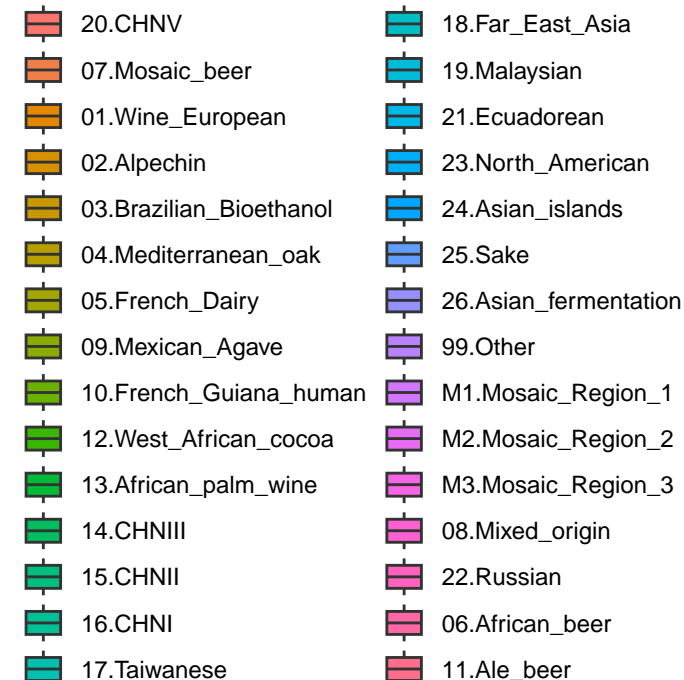 20.CHNV
07.Mosaic_beer
01.Wine_European
02.Alpechin
03.Brazilian_Bioethanol
04.Mediterranean_oak
05.French_Dairy
09.Mexican_Agave
10.French_Guiana_human
12.West_African_cocoa
13.African_palm_wine
14.CHNIII
15.CHNII
16.CHNI
17.Taiwanese
18.Far_East_Asia
19.Malaysian
21.Ecuadorean
23.North_American
24.Asian_islands
25.Sake
26.Asian_fermentation
99.Other
M1.Mosaic_Region_1
M2.Mosaic_Region_2
M3.Mosaic_Region_3
08.Mixed_origin
22.Russian
06.African_beer
11.Ale_beer